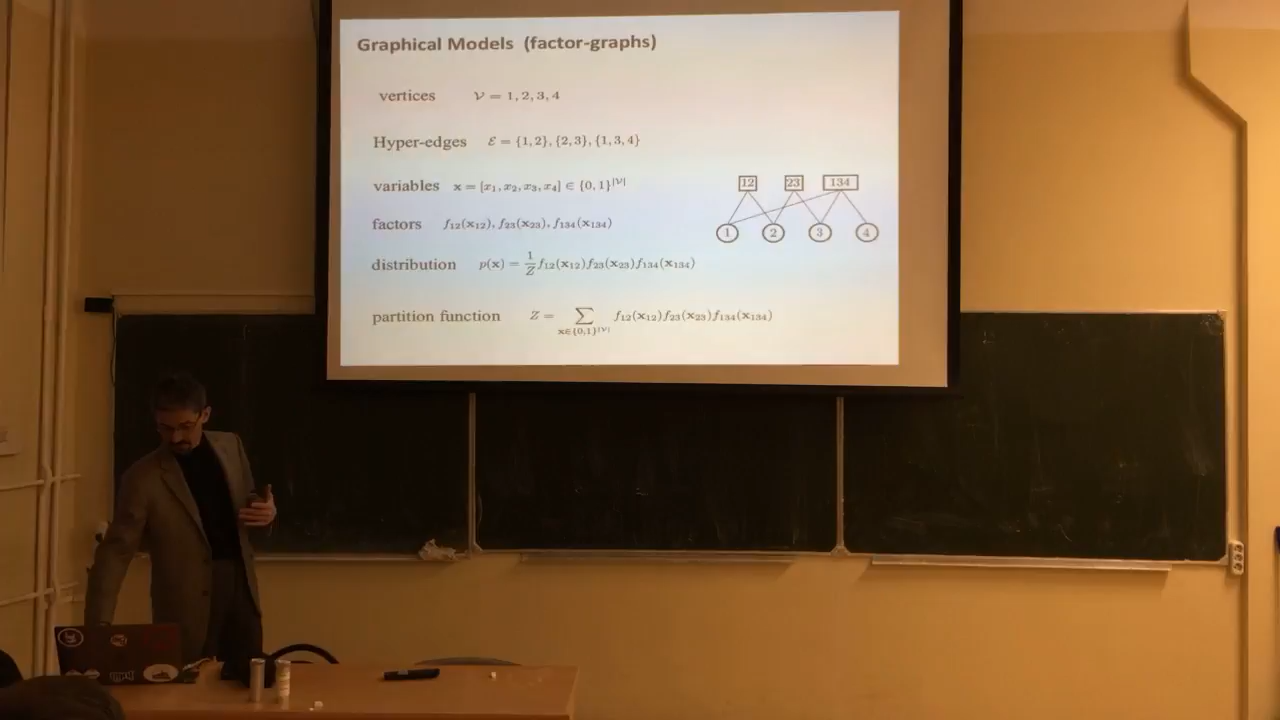 Graphical Models (factor-graphs)
vertices 𝒱 = 1, 2, 3, 4
Hyper-edges ℰ = {1, 2}, {2, 3}, {1, 3, 4}
variables x = [x₁, x₂, x₃, x₄] ∈ {0, 1}^|𝒱|
factors f₁₂(x₁₂), f₂₃(x₂₃), f₁₃₄(x₁₃₄)
distribution p(x) = 1/Z f₁₂(x₁₂)f₂₃(x₂₃)f₁₃₄(x₁₃₄)
partition function Z = ∑ x∈{0,1}^|𝒱| f₁₂(x₁₂)f₂₃(x₂₃)f₁₃₄(x₁₃₄)
12 23 134
1 2 3 4